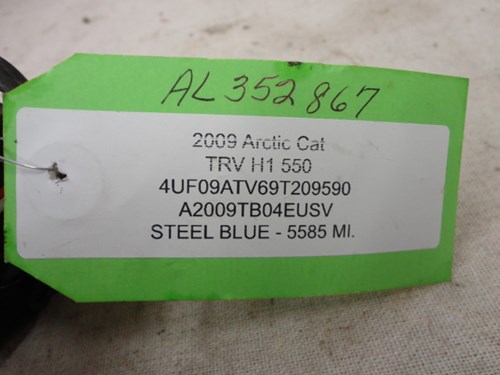 AL352867
2009 Arctic Cat
TRV H1 550
4UF09ATV69T209590
A2009TB04EUSV
STEEL BLUE - 5585 MI.